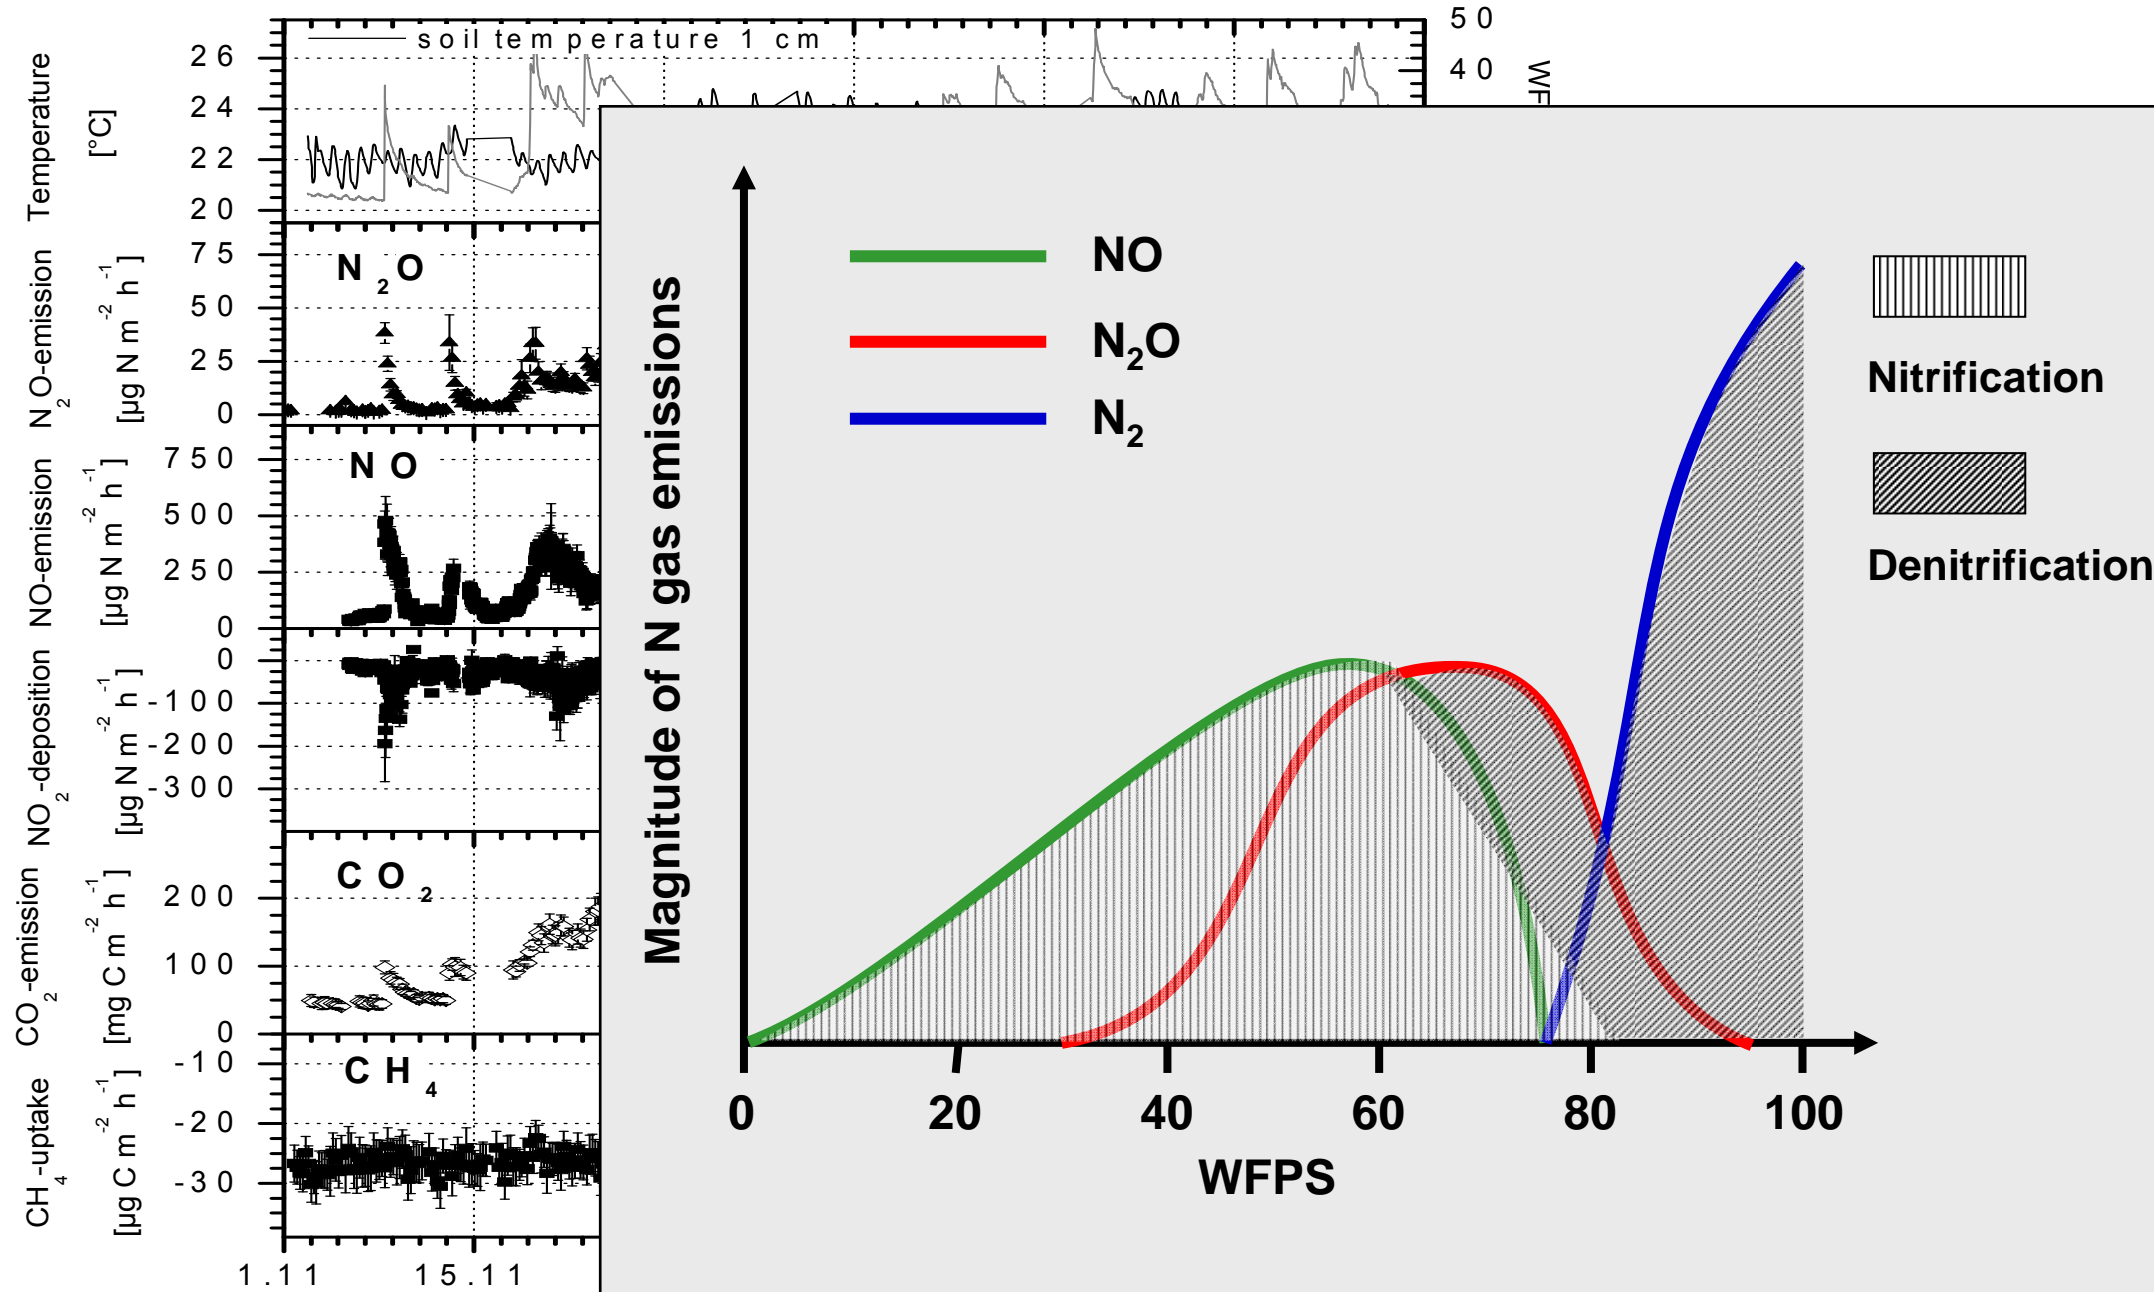 soil temperature 1 cm
Temperature
[°C]
26
24
22
20
50
40
WF
N2O-emission
[µg N m-2 h-1]
75
50
25
0
N2O
NO-emission
[µg N m-2 h-1]
750
500
250
0
NO
NO2-deposition
[µg N m-2 h-1]
0
-100
-200
-300
CO2-emission
[mg C m-2 h-1]
200
100
0
CO2
CH4-uptake
[µg C m-2 h-1]
-10
-20
-30
CH4
1.11
15.11
Magnitude of N gas emissions
NO
N2O
N2
Nitrification
Denitrification
0
20
40
60
80
100
WFPS